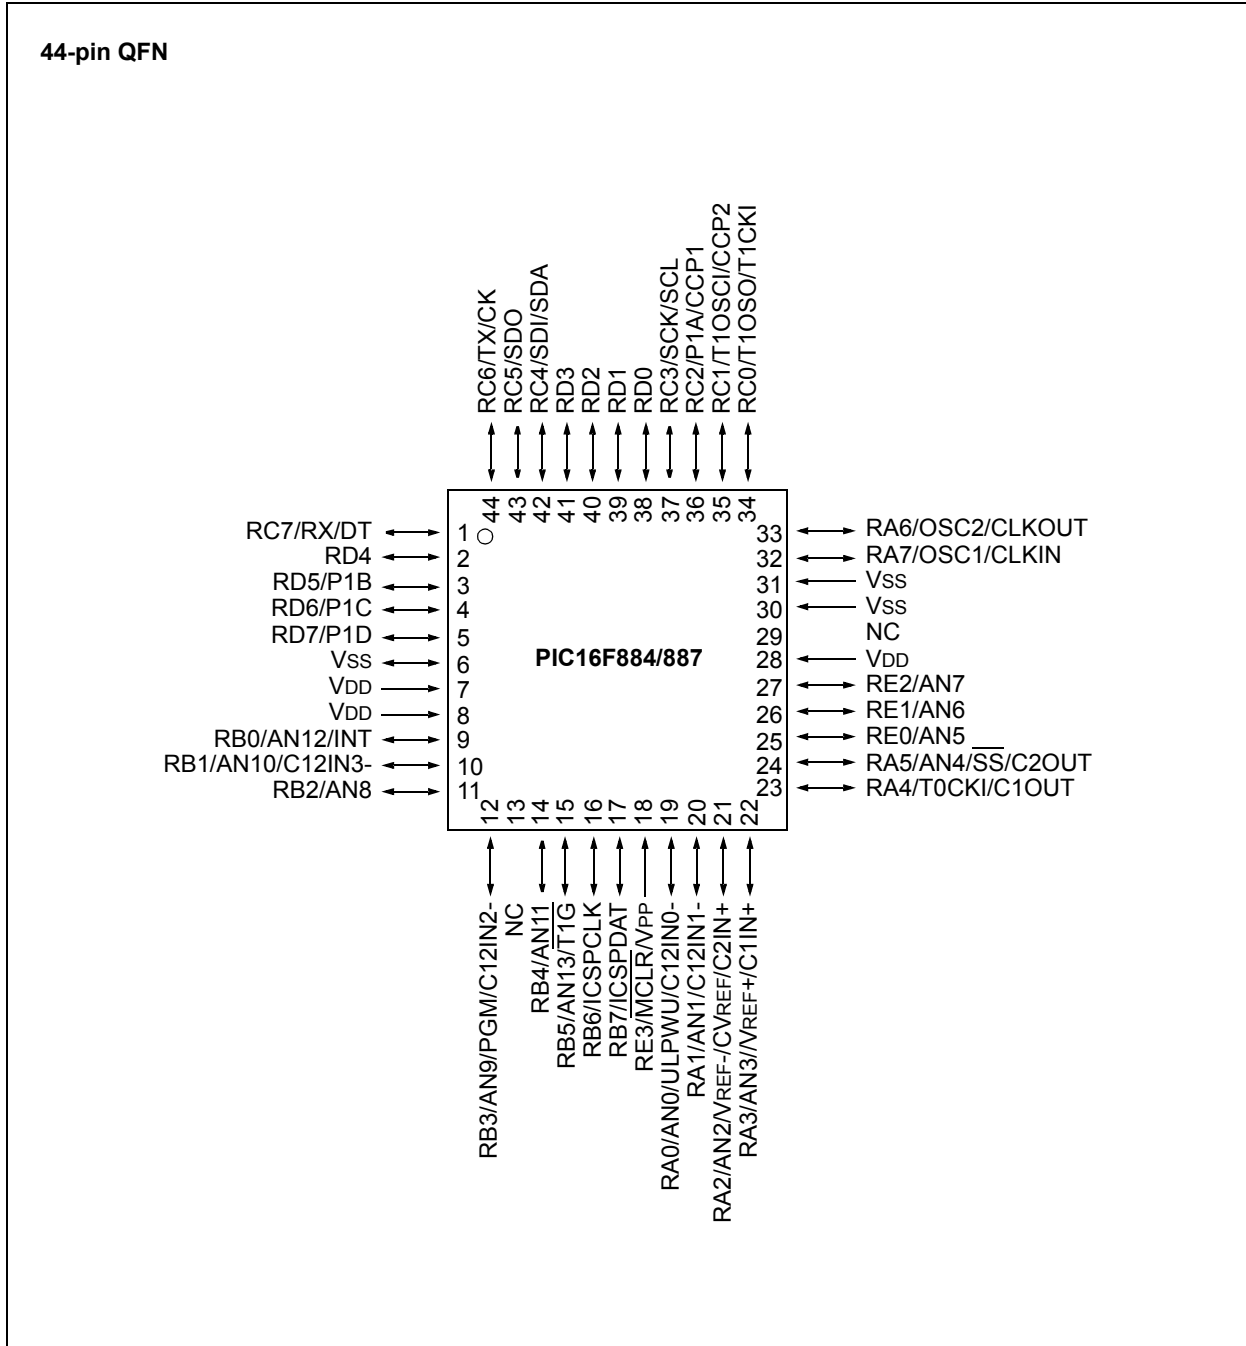 44-pin QFN
RC6/TX/CK
RC5/SDO
RC4/SDI/SDA
RD3
RD2
RD1
RD0
RC3/SCK/SCL
RC2/P1A/CCP1
RC1/T1OSCI/CCP2
RC0/T1OSO/T1CKI
44
43
42
41
40
39
38
37
36
35
34
RC7/RX/DT 1
RD4 2
RD5/P1B 3
RD6/P1C 4
RD7/P1D 5
VSS 6
VDD 7
VDD 8
RB0/AN12/INT 9
RB1/AN10/C12IN3- 10
RB2/AN8 11
PIC16F884/887
33 RA6/OSC2/CLKOUT
32 RA7/OSC1/CLKIN
31 VSS
30 VSS
29 NC
28 VDD
27 RE2/AN7
26 RE1/AN6
25 RE0/AN5
24 RA5/AN4/SS/C2OUT
23 RA4/T0CKI/C1OUT
12
13
14
15
16
17
18
19
20
21
22
RB3/AN9/PGM/C12IN2-
NC
RB4/AN11
RB5/AN13/T1G
RB6/ICSPCLK
RB7/ICSPDAT
RE3/MCLR/VPP
RA0/AN0/ULPWU/C12IN0-
RA1/AN1/C12IN1-
RA2/AN2/VREF-/CVREF/C2IN+
RA3/AN3//VREF+/C1IN+